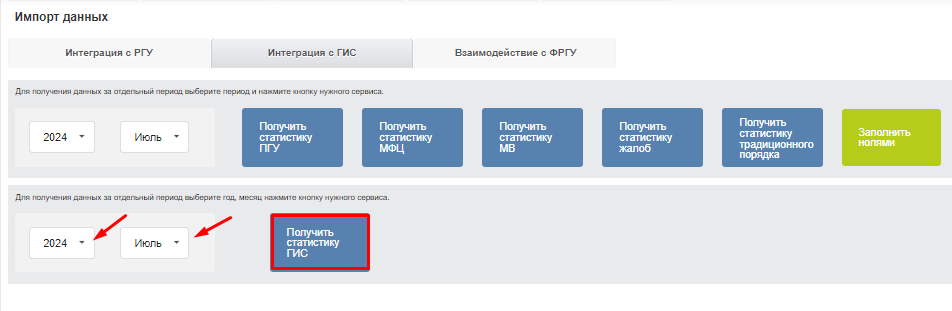 Импорт данных
Интеграция с РГУ
Интеграция с ГИС
Взаимодействие с ФРГУ
Для получения данных за отдельный период выберите период и нажмите кнопку нужного сервиса.
2024
Июль
Получить
статистику
ПГУ
Получить
статистику
МФЦ
Получить
статистику
МВ
Получить
статистику
жалоб
Получить
статистику
традиционного
порядка
Заполнить
нолями
Для получения данных за отдельный период выберите год, месяц нажмите кнопку нужного сервиса.
2024
Июль
Получить
статистику
ГИС